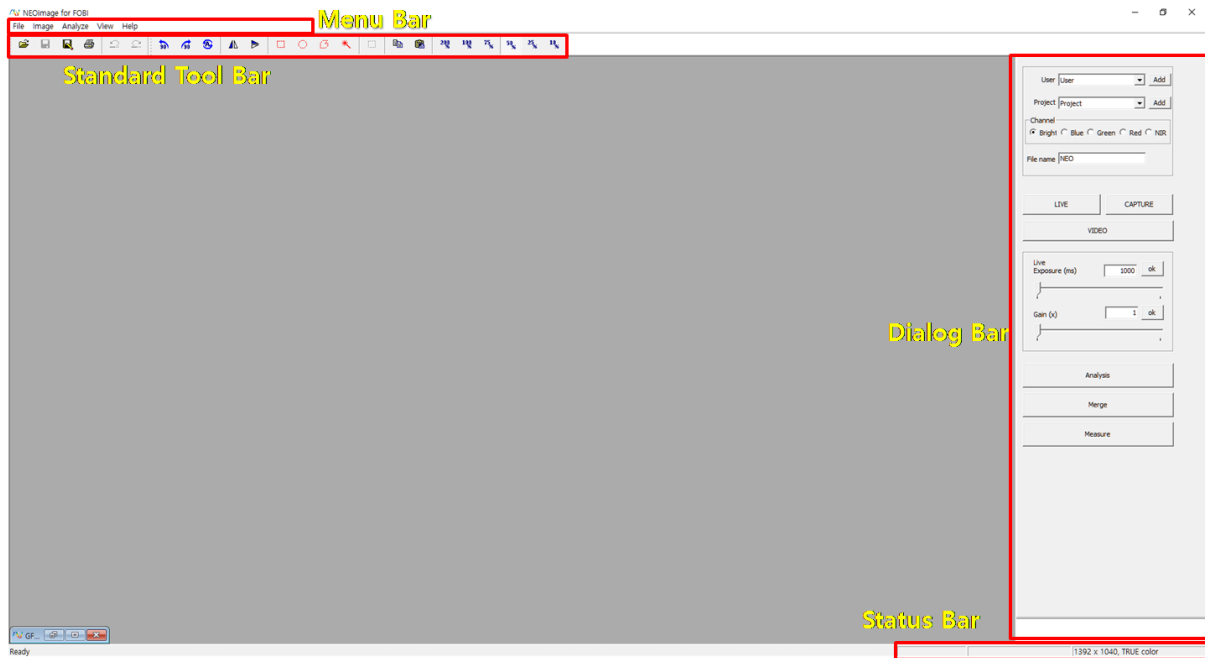 NEOimage for FOBI
File Image Analyze View Help
Menu Bar
Standard Tool Bar
User User Add
Project Project Add
Channel
Bright Blue Green Red NIR
File name NEO
LIVE CAPTURE
VIDEO
Live
Exposure (ms) 1000 ok
Gain (x) 1 ok
Dialog Bar
Analysis
Merge
Measure
Status Bar
GF...
Ready
1392 x 1040, TRUE color